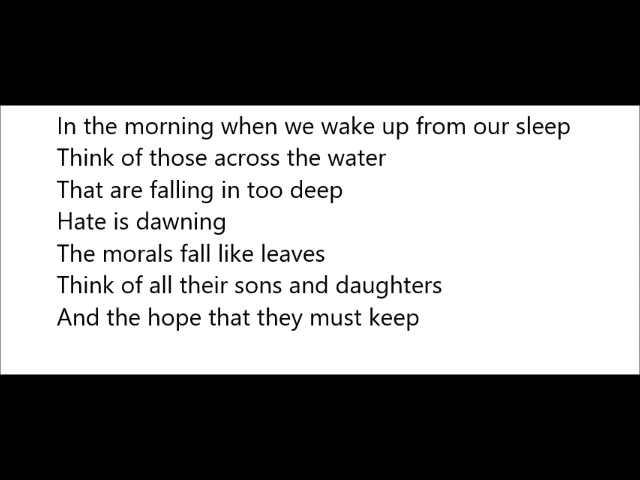 In the morning when we wake up from our sleep
Think of those across the water
That are falling in too deep
Hate is dawning
The morals fall like leaves
Think of all their sons and daughters
And the hope that they must keep